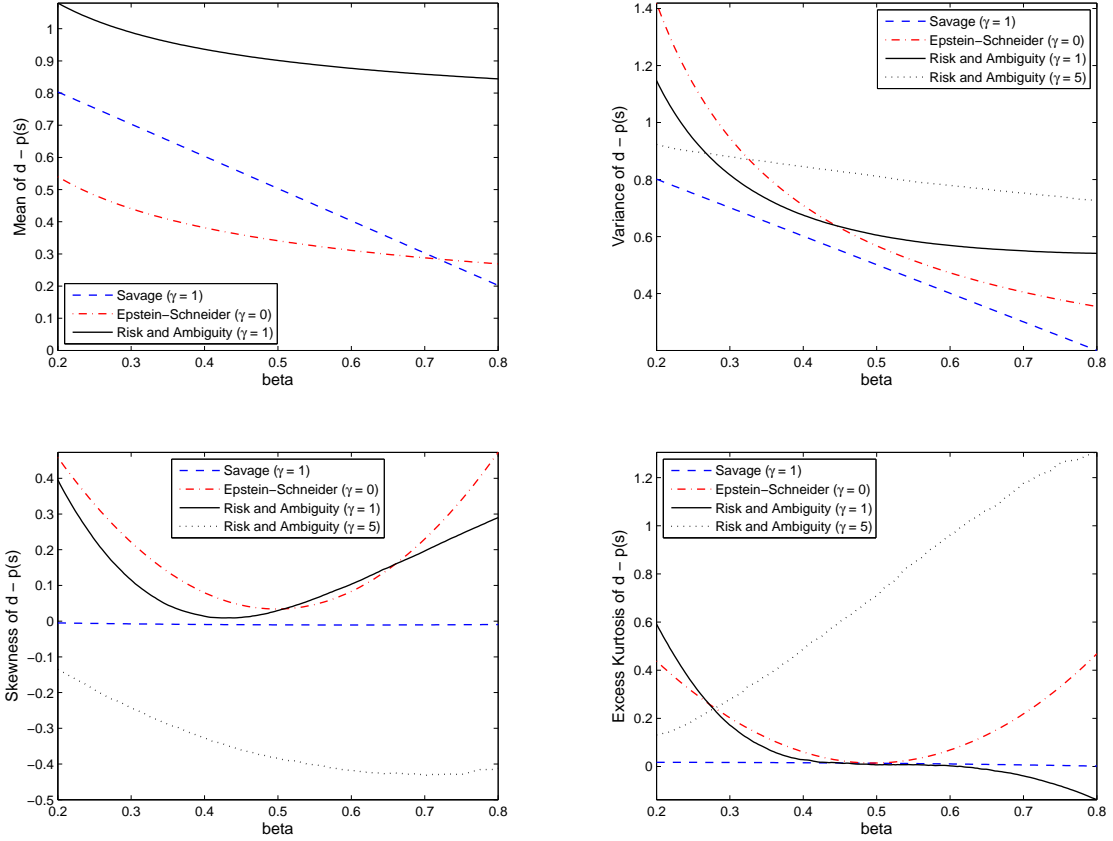 1
0.9
0.8
0.7
0.6
0.5
0.4
0.3
0.2
0.1
0
Mean of d − p(s)
Savage (γ = 1)
Epstein−Schneider (γ = 0)
Risk and Ambiguity (γ = 1)
0.2 0.3 0.4 0.5 0.6 0.7 0.8
beta
1.4
1.2
1
0.8
0.6
0.4
Variance of d − p(s)
Savage (γ = 1)
Epstein−Schneider (γ = 0)
Risk and Ambiguity (γ = 1)
Risk and Ambiguity (γ = 5)
0.2 0.3 0.4 0.5 0.6 0.7 0.8
beta
0.4
0.3
0.2
0.1
0
−0.1
−0.2
−0.3
−0.4
−0.5
Skewness of d − p(s)
Savage (γ = 1)
Epstein−Schneider (γ = 0)
Risk and Ambiguity (γ = 1)
Risk and Ambiguity (γ = 5)
0.2 0.3 0.4 0.5 0.6 0.7 0.8
beta
1.2
1
0.8
0.6
0.4
0.2
0
Excess Kurtosis of d − p(s)
Savage (γ = 1)
Epstein−Schneider (γ = 0)
Risk and Ambiguity (γ = 1)
Risk and Ambiguity (γ = 5)
0.2 0.3 0.4 0.5 0.6 0.7 0.8
beta